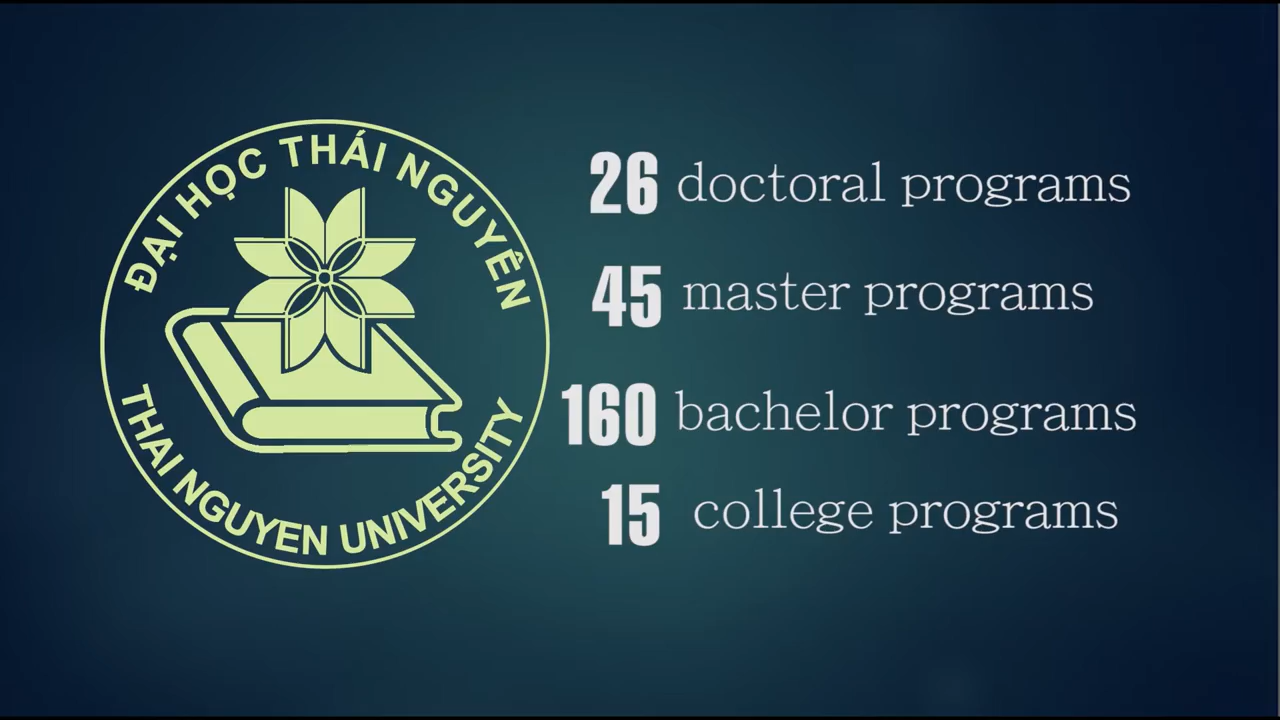 ĐẠI HỌC THÁI NGUYÊN
THAI NGUYEN UNIVERSITY
26 doctoral programs
45 master programs
160 bachelor programs
15 college programs